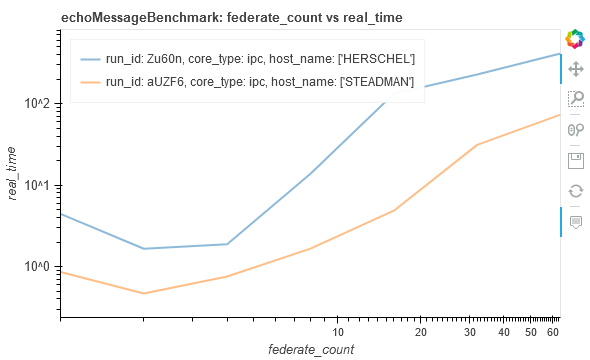 echoMessageBenchmark: federate_count vs real_time
run_id: Zu60n, core_type: ipc, host_name: ['HERSCHEL']
run_id: aUZF6, core_type: ipc, host_name: ['STEADMAN']
10^2
10^1
10^0
real_time
10 20 30 40 50 60
federate_count